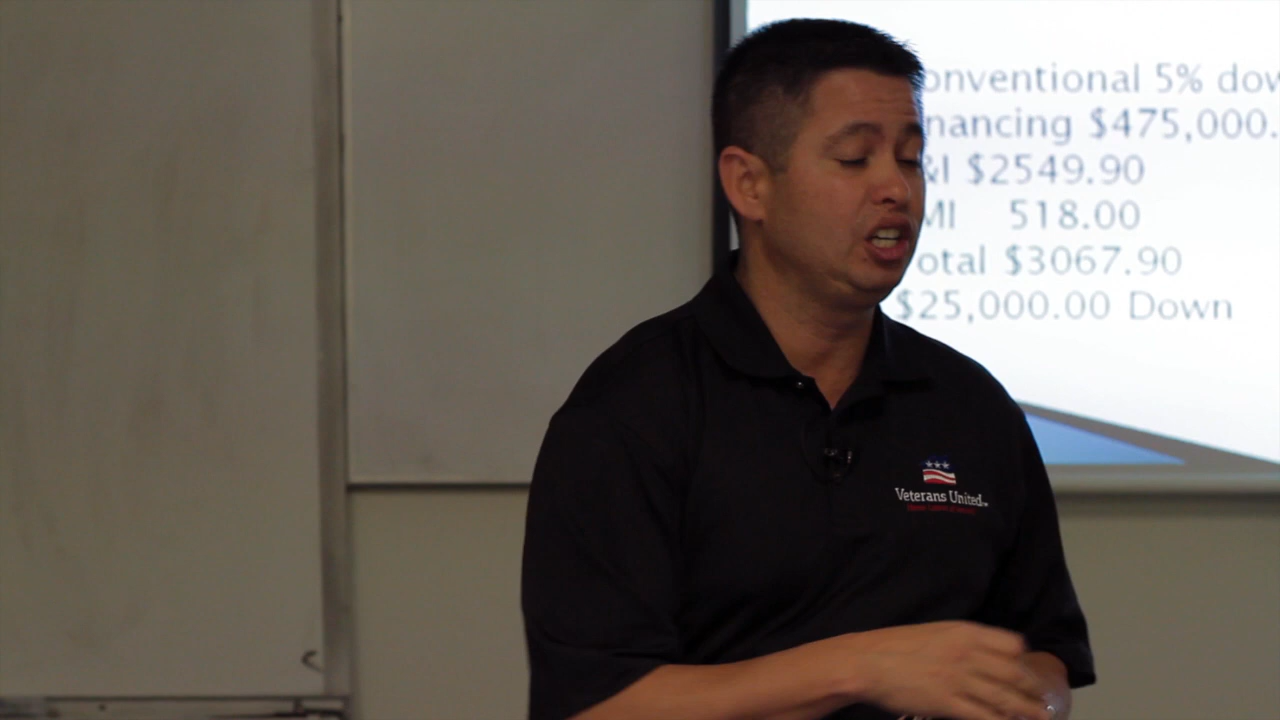 onventional 5% dow
nancing $475,000.
&I $2549.90
MI 518.00
otal $3067.90
$25,000.00 Down
Veterans United